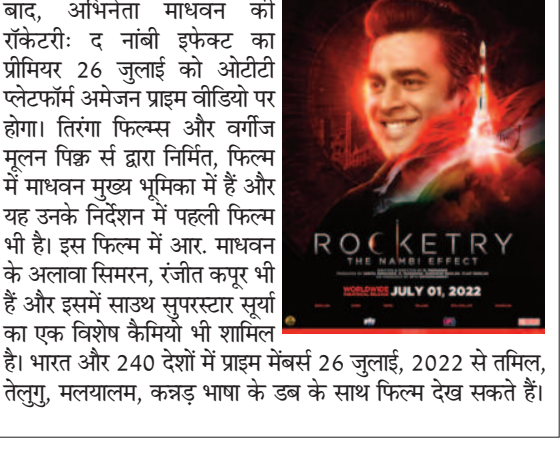 बाद, अभिनेता माधवन की
रॉकेटरीः द नांबी इफेक्ट का
प्रीमियर 26 जुलाई को ओटीटी
प्लेटफॉर्म अमेजन प्राइम वीडियो पर
होगा। तिरंगा फिल्म्स और वर्गीज
मूलन पिक्च र्स द्वारा निर्मित, फिल्म
में माधवन मुख्य भूमिका में हैं और
यह उनके निर्देशन में पहली फिल्म
भी है। इस फिल्म में आर. माधवन
के अलावा सिमरन, रंजीत कपूर भी
हैं और इसमें साउथ सुपरस्टार सूर्या
का एक विशेष कैमियो भी शामिल
है। भारत और 240 देशों में प्राइम मेंबर्स 26 जुलाई, 2022 से तमिल,
तेलुगु, मलयालम, कन्नड़ भाषा के डब के साथ फिल्म देख सकते हैं।
ROCKETRY
THE NAMBI EFFECT
WORLDWIDE
JULY 01, 2022